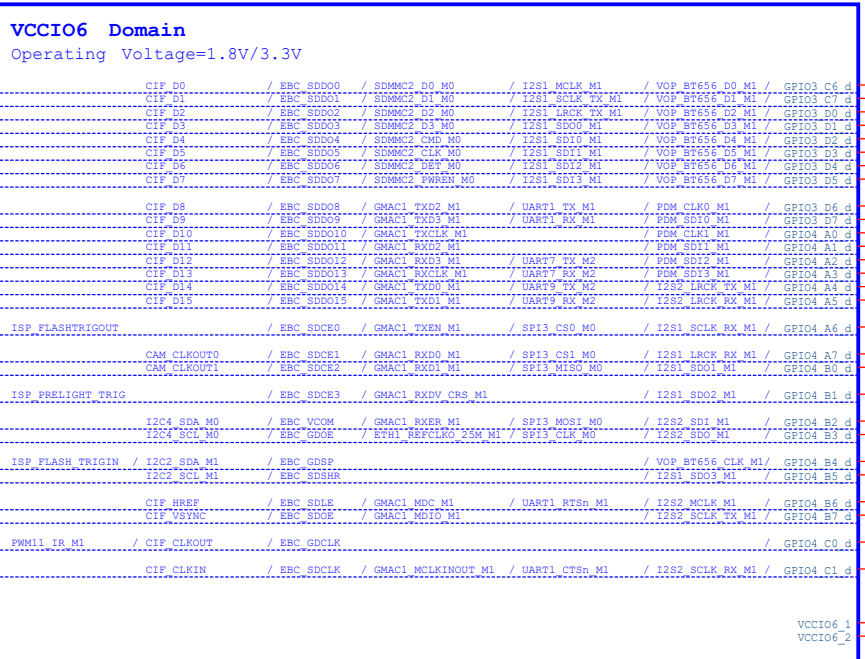 VCCIO6 Domain
Operating Voltage=1.8V/3.3V
CIF_D0 / EBC_SDDO0 / SDMMC2_D0_M0 / I2S1_MCLK_M1 / VOP_BT656_D0_M1 / GPIO3_C6_d
CIF_D1 / EBC_SDDO1 / SDMMC2_D1_M0 / I2S1_SCLK_TX_M1 / VOP_BT656_D1_M1 / GPIO3_C7_d
CIF_D2 / EBC_SDDO2 / SDMMC2_D2_M0 / I2S1_LRCK_TX_M1 / VOP_BT656_D2_M1 / GPIO3_D0_d
CIF_D3 / EBC_SDDO3 / SDMMC2_D3_M0 / I2S1_SDO0_M1 / VOP_BT656_D3_M1 / GPIO3_D1_d
CIF_D4 / EBC_SDDO4 / SDMMC2_CMD_M0 / I2S1_SDI0_M1 / VOP_BT656_D4_M1 / GPIO3_D2_d
CIF_D5 / EBC_SDDO5 / SDMMC2_CLK_M0 / I2S1_SDI1_M1 / VOP_BT656_D5_M1 / GPIO3_D3_d
CIF_D6 / EBC_SDDO6 / SDMMC2_DET_M0 / I2S1_SDI2_M1 / VOP_BT656_D6_M1 / GPIO3_D4_d
CIF_D7 / EBC_SDDO7 / SDMMC2_PWREN_M0 / I2S1_SDI3_M1 / VOP_BT656_D7_M1 / GPIO3_D5_d
CIF_D8 / EBC_SDDO8 / GMAC1_TXD2_M1 / UART1_TX_M1 / PDM_CLK0_M1 / GPIO3_D6_d
CIF_D9 / EBC_SDDO9 / GMAC1_TXD3_M1 / UART1_RX_M1 / PDM_SDI0_M1 / GPIO3_D7_d
CIF_D10 / EBC_SDDO10 / GMAC1_TXCLK_M1 / PDM_CLK1_M1 / GPIO4_A0_d
CIF_D11 / EBC_SDDO11 / GMAC1_RXD2_M1 / PDM_SDI1_M1 / GPIO4_A1_d
CIF_D12 / EBC_SDDO12 / GMAC1_RXD3_M1 / UART7_TX_M2 / PDM_SDI2_M1 / GPIO4_A2_d
CIF_D13 / EBC_SDDO13 / GMAC1_RXCLK_M1 / UART7_RX_M2 / PDM_SDI3_M1 / GPIO4_A3_d
CIF_D14 / EBC_SDDO14 / GMAC1_TXD0_M1 / UART9_TX_M2 / I2S2_LRCK_TX_M1 / GPIO4_A4_d
CIF_D15 / EBC_SDDO15 / GMAC1_TXD1_M1 / UART9_RX_M2 / I2S2_LRCK_RX_M1 / GPIO4_A5_d
ISP_FLASHTRIGOUT / EBC_SDCE0 / GMAC1_TXEN_M1 / SPI3_CS0_M0 / I2S1_SCLK_RX_M1 / GPIO4_A6_d
CAM_CLKOUT0 / EBC_SDCE1 / GMAC1_RXD0_M1 / SPI3_CS1_M0 / I2S1_LRCK_RX_M1 / GPIO4_A7_d
CAM_CLKOUT1 / EBC_SDCE2 / GMAC1_RXD1_M1 / SPI3_MISO_M0 / I2S1_SDO1_M1 / GPIO4_B0_d
ISP_PRELIGHT_TRIG / EBC_SDCE3 / GMAC1_RXDV_CRS_M1 / I2S1_SDO2_M1 / GPIO4_B1_d
I2C4_SDA_M0 / EBC_VCOM / GMAC1_RXER_M1 / SPI3_MOSI_M0 / I2S2_SDI_M1 / GPIO4_B2_d
I2C4_SCL_M0 / EBC_GDOE / ETH1_REFCLKO_25M_M1 / SPI3_CLK_M0 / I2S2_SDO_M1 / GPIO4_B3_d
ISP_FLASH_TRIGIN / I2C2_SDA_M1 / EBC_GDSP / VOP_BT656_CLK_M1/ GPIO4_B4_d
I2C2_SCL_M1 / EBC_SDSHR / I2S1_SDO3_M1 / GPIO4_B5_d
CIF_HREF / EBC_SDLE / GMAC1_MDC_M1 / UART1_RTSn_M1 / I2S2_MCLK_M1 / GPIO4_B6_d
CIF_VSYNC / EBC_SDOE / GMAC1_MDIO_M1 / I2S2_SCLK_TX_M1 / GPIO4_B7_d
PWM11_IR_M1 / CIF_CLKOUT / EBC_GDCLK / GPIO4_C0_d
CIF_CLKIN / EBC_SDCLK / GMAC1_MCLKINOUT_M1 / UART1_CTSn_M1 / I2S2_SCLK_RX_M1 / GPIO4_C1_d
VCCIO6_1
VCCIO6_2